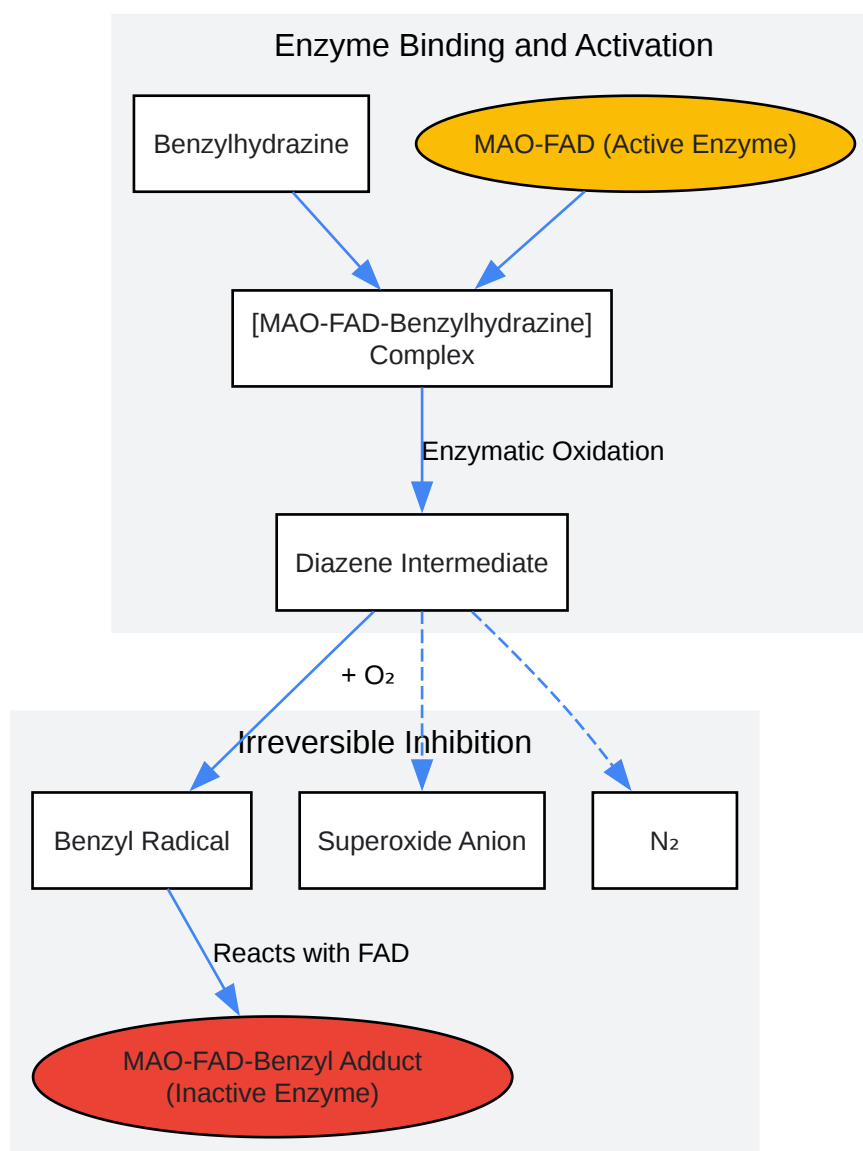 Enzyme Binding and Activation
Benzylhydrazine
MAO-FAD (Active Enzyme)
[MAO-FAD-Benzylhydrazine]
Complex
Enzymatic Oxidation
Diazene Intermediate
+ O₂
Irreversible Inhibition
Benzyl Radical
Superoxide Anion
N₂
Reacts with FAD
MAO-FAD-Benzyl Adduct
(Inactive Enzyme)